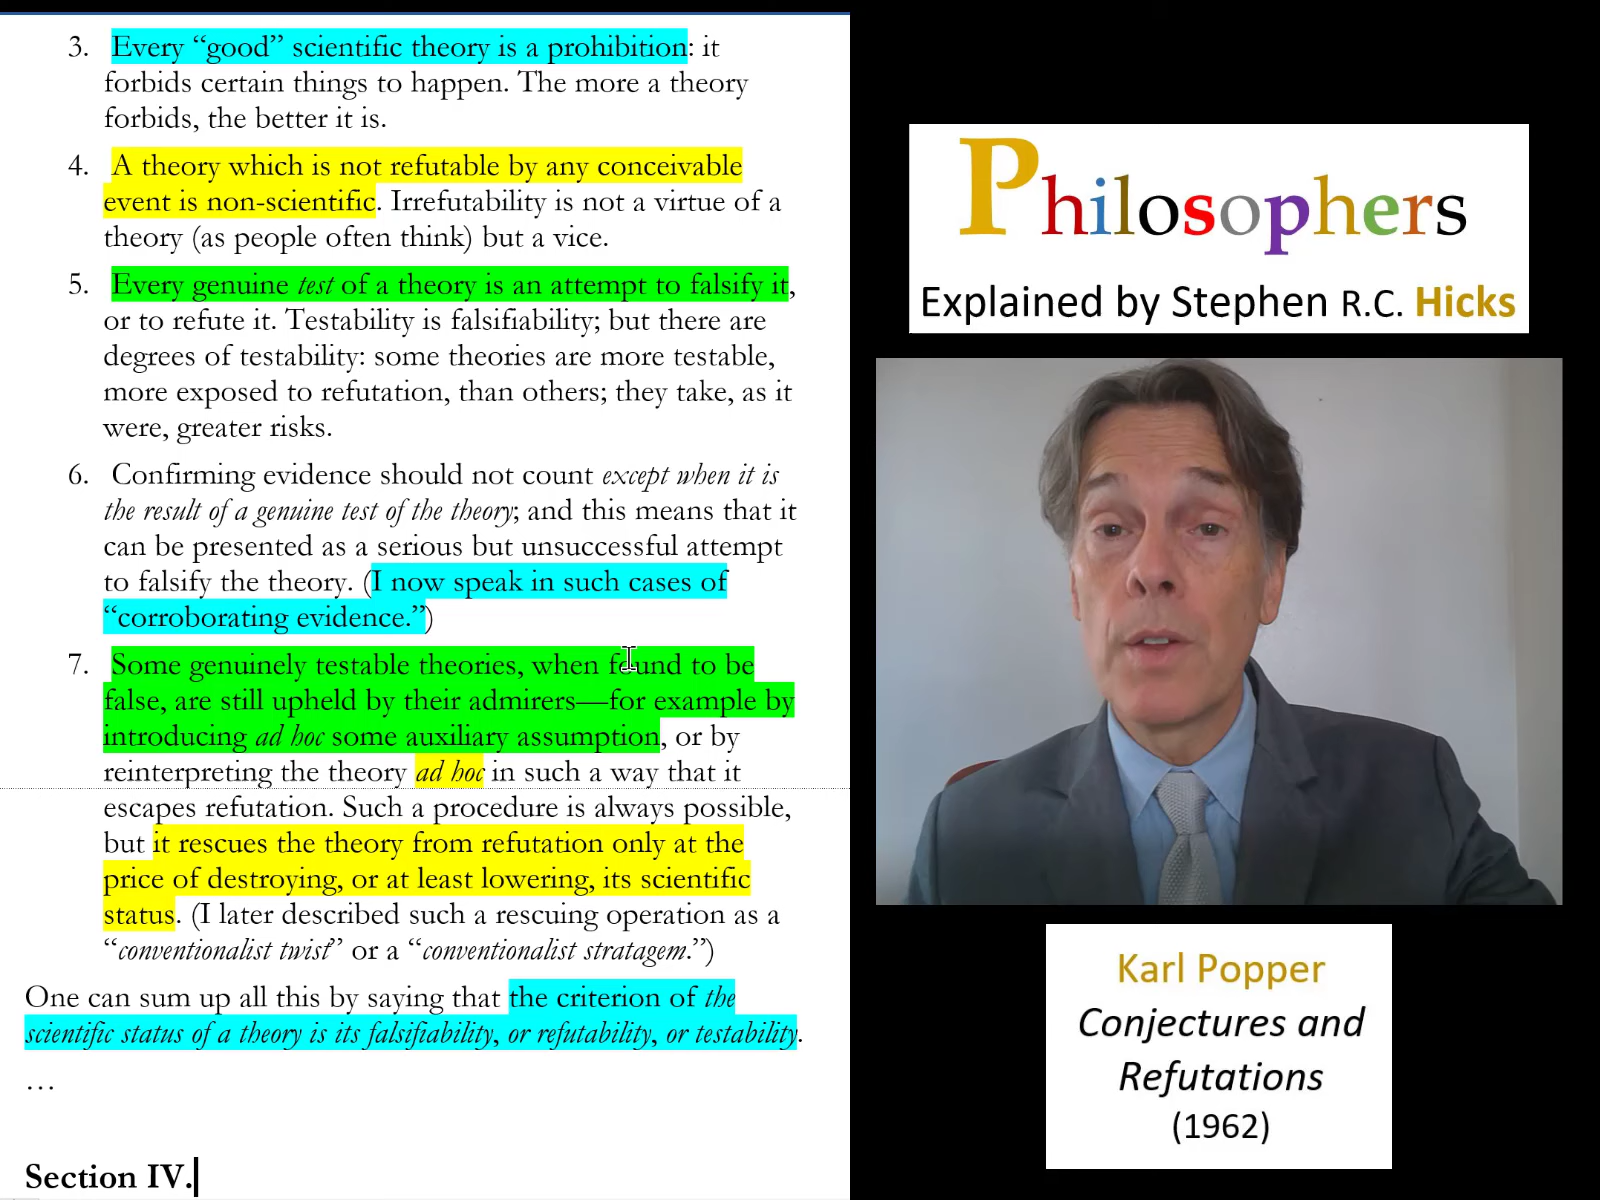 3. Every “good” scientific theory is a prohibition: it
forbids certain things to happen. The more a theory
forbids, the better it is.
4. A theory which is not refutable by any conceivable
event is non-scientific. Irrefutability is not a virtue of a
theory (as people often think) but a vice.
5. Every genuine test of a theory is an attempt to falsify it,
or to refute it. Testability is falsifiability; but there are
degrees of testability: some theories are more testable,
more exposed to refutation, than others; they take, as it
were, greater risks.
6. Confirming evidence should not count except when it is
the result of a genuine test of the theory; and this means that it
can be presented as a serious but unsuccessful attempt
to falsify the theory. (I now speak in such cases of
“corroborating evidence.”)
7. Some genuinely testable theories, when found to be
false, are still upheld by their admirers—for example by
introducing ad hoc some auxiliary assumption, or by
reinterpreting the theory ad hoc in such a way that it
escapes refutation. Such a procedure is always possible,
but it rescues the theory from refutation only at the
price of destroying, or at least lowering, its scientific
status. (I later described such a rescuing operation as a
“conventionalist twist” or a “conventionalist stratagem.”)
One can sum up all this by saying that the criterion of the
scientific status of a theory is its falsifiability, or refutability, or testability.
…
Section IV.
Philosophers
Explained by Stephen R.C. Hicks
Karl Popper
Conjectures and
Refutations
(1962)